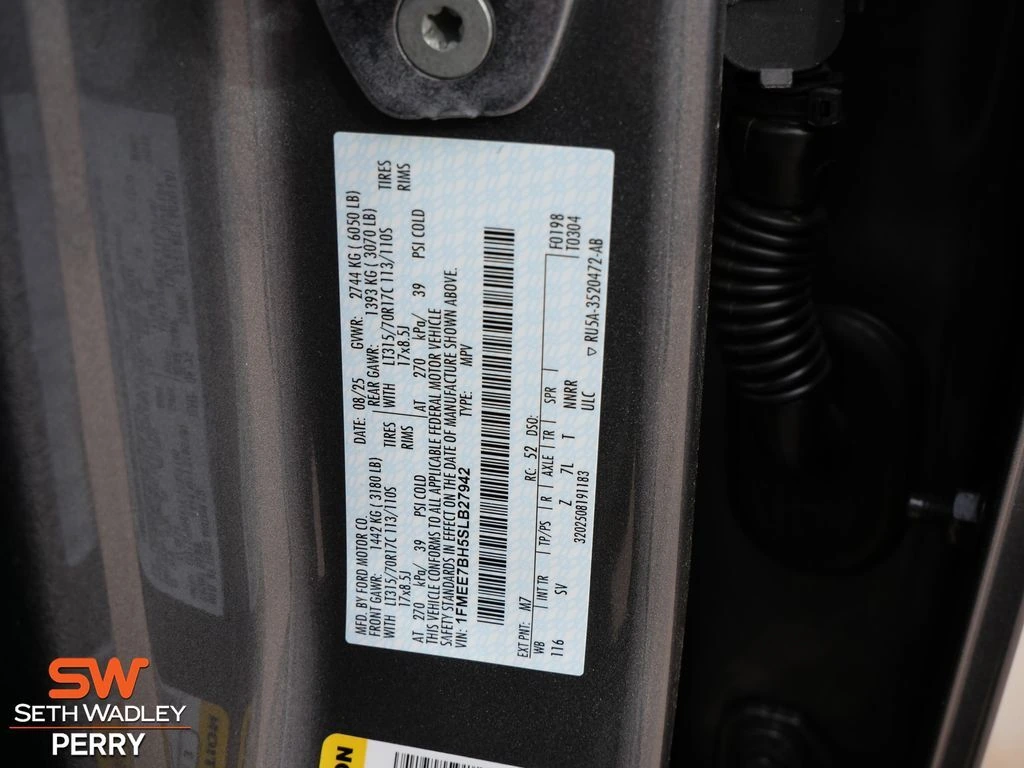 MFD. BY FORD MOTOR CO. DATE: 08/25 GVWR: 2744 KG ( 6050 LB)
FRONT GAWR: 1442 KG ( 3180 LB) REAR GAWR: 1393 KG ( 3070 LB)
WITH LT315/70R17C 113/110S TIRES WITH LT315/70R17C 113/110S TIRES
17x8.5J RIMS 17x8.5J RIMS
AT 270 kPa/ 39 PSI COLD AT 270 kPa/ 39 PSI COLD
THIS VEHICLE CONFORMS TO ALL APPLICABLE FEDERAL MOTOR VEHICLE
SAFETY STANDARDS IN EFFECT ON THE DATE OF MANUFACTURE SHOWN ABOVE.
VIN: 1FMEE7BH5SLB27942 TYPE: MPV
EXT PNT: M7 RC: 52 DSO: F0198
T0304
WB INT TR TP/PS R AXLE TR SPR
116 SV Z 7L T NNRR
ULC
3202508191183 ▽ RU5A-3520472-AB
SW
SETH WADLEY
PERRY
ON